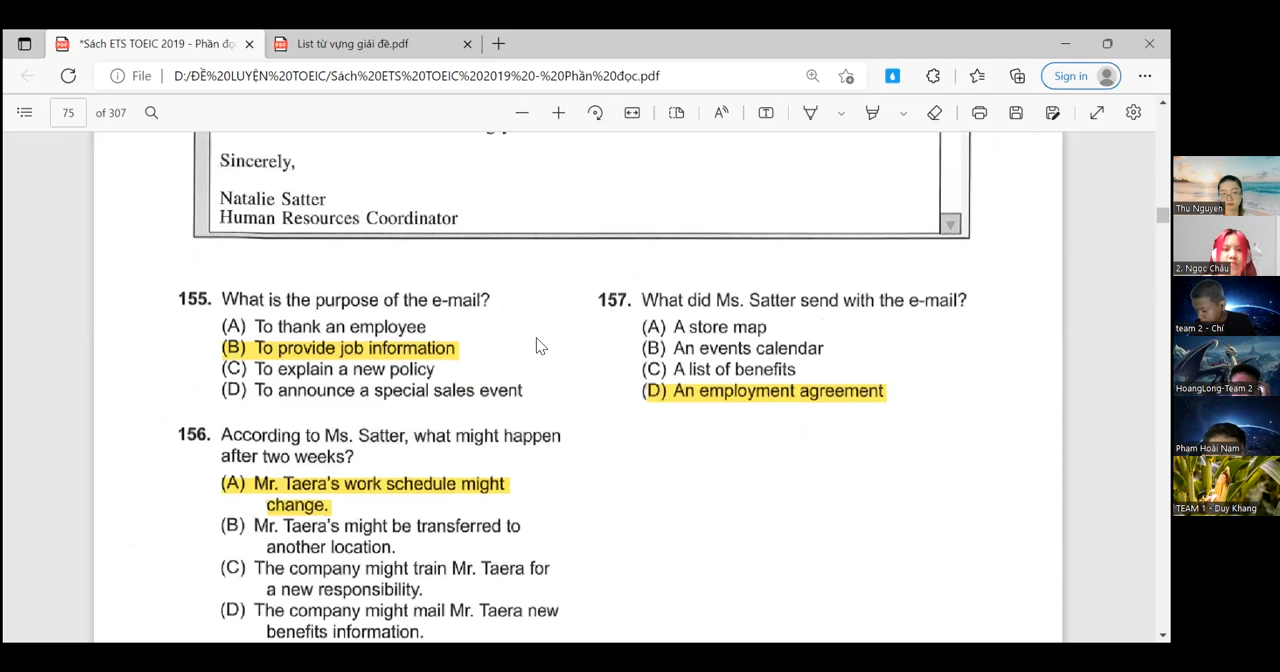 *Sách ETS TOEIC 2019 - Phần đọ
List từ vựng giải đề.pdf
File
D:/ĐỀ%20LUYỆN%20TOEIC/Sách%20ETS%20TOEIC%202019%20-%20Phần%20đọc.pdf
Sign in
75 of 307
Sincerely,
Natalie Satter
Human Resources Coordinator
155. What is the purpose of the e-mail?
(A) To thank an employee
(B) To provide job information
(C) To explain a new policy
(D) To announce a special sales event
156. According to Ms. Satter, what might happen
after two weeks?
(A) Mr. Taera's work schedule might
change.
(B) Mr. Taera's might be transferred to
another location.
(C) The company might train Mr. Taera for
a new responsibility.
(D) The company might mail Mr. Taera new
benefits information.
157. What did Ms. Satter send with the e-mail?
(A) A store map
(B) An events calendar
(C) A list of benefits
(D) An employment agreement
Thu Nguyen
2. Ngọc Châu
team 2 - Chí
HoangLong-Team 2
Phạm Hoài Nam
TEAM 1 - Duy Khang